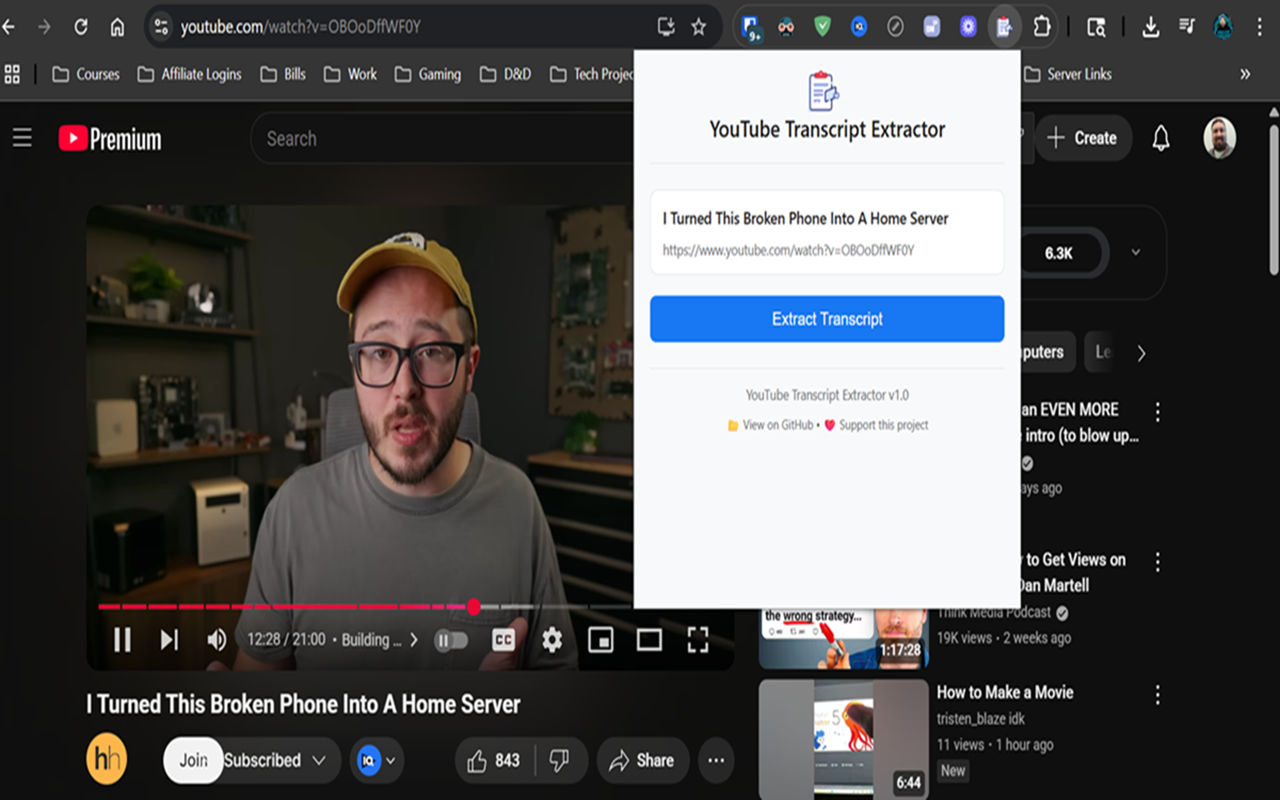 youtube.com/watch?v=OBOoDffWF0Y
9+
Courses
Affiliate Logins
Bills
Work
Gaming
D&D
Tech Projec
Server Links
»
Premium
Search
Create
YouTube Transcript Extractor
I Turned This Broken Phone Into A Home Server
https://www.youtube.com/watch?v=OBOoDffWF0Y
Extract Transcript
YouTube Transcript Extractor v1.0
View on GitHub • Support this project
6.3K
puters
Le
an EVEN MORE
intro (to blow up...
ays ago
to Get Views on
Dan Martell
Think Media Podcast
19K views • 2 weeks ago
the wrong strategy...
1:17:28
12:28 / 21:00 • Building ...
CC
I Turned This Broken Phone Into A Home Server
hh
Join
Subscribed
IQ
843
Share
How to Make a Movie
tristen_blaze idk
11 views • 1 hour ago
New
5
6:44